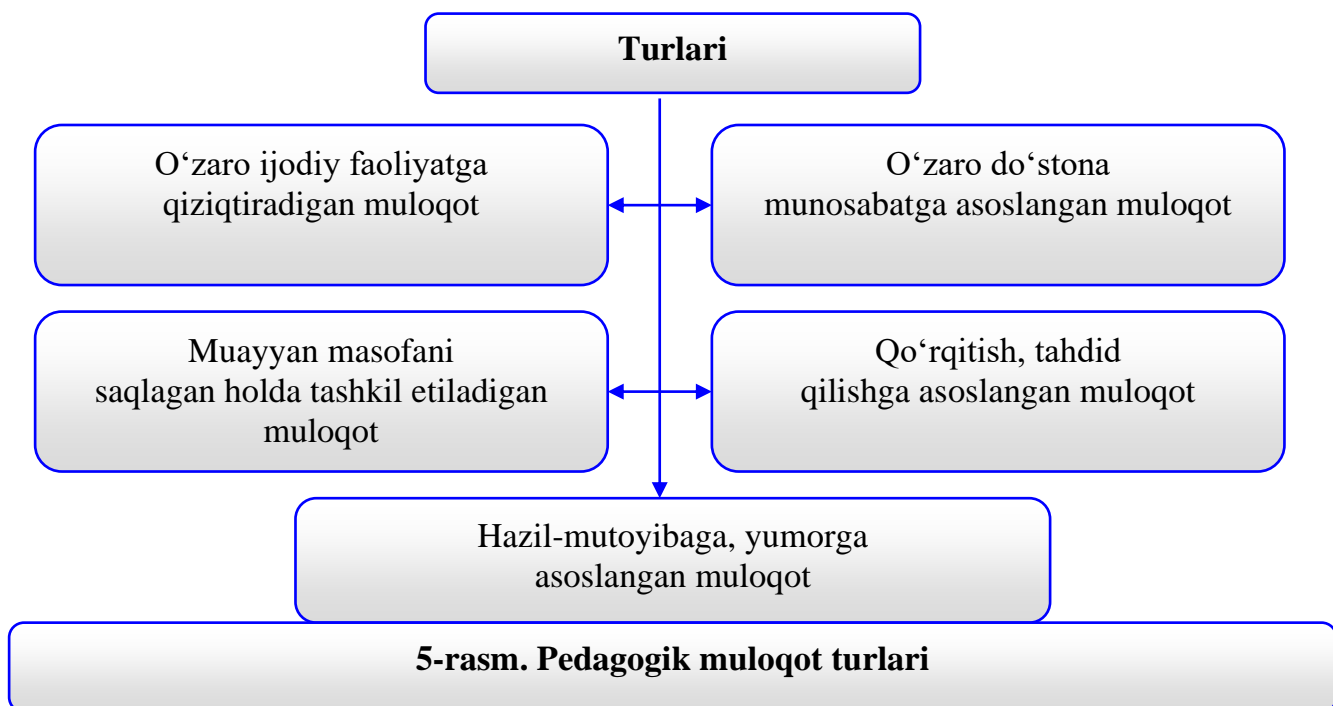 Turlari
O‘zaro ijodiy faoliyatga
qiziqtiradigan muloqot
O‘zaro do‘stona
munosabatga asoslangan muloqot
Muayyan masofani
saqlagan holda tashkil etiladigan
muloqot
Qo‘rqitish, tahdid
qilishga asoslangan muloqot
Hazil-mutoyibaga, yumorga
asoslangan muloqot
5-rasm. Pedagogik muloqot turlari